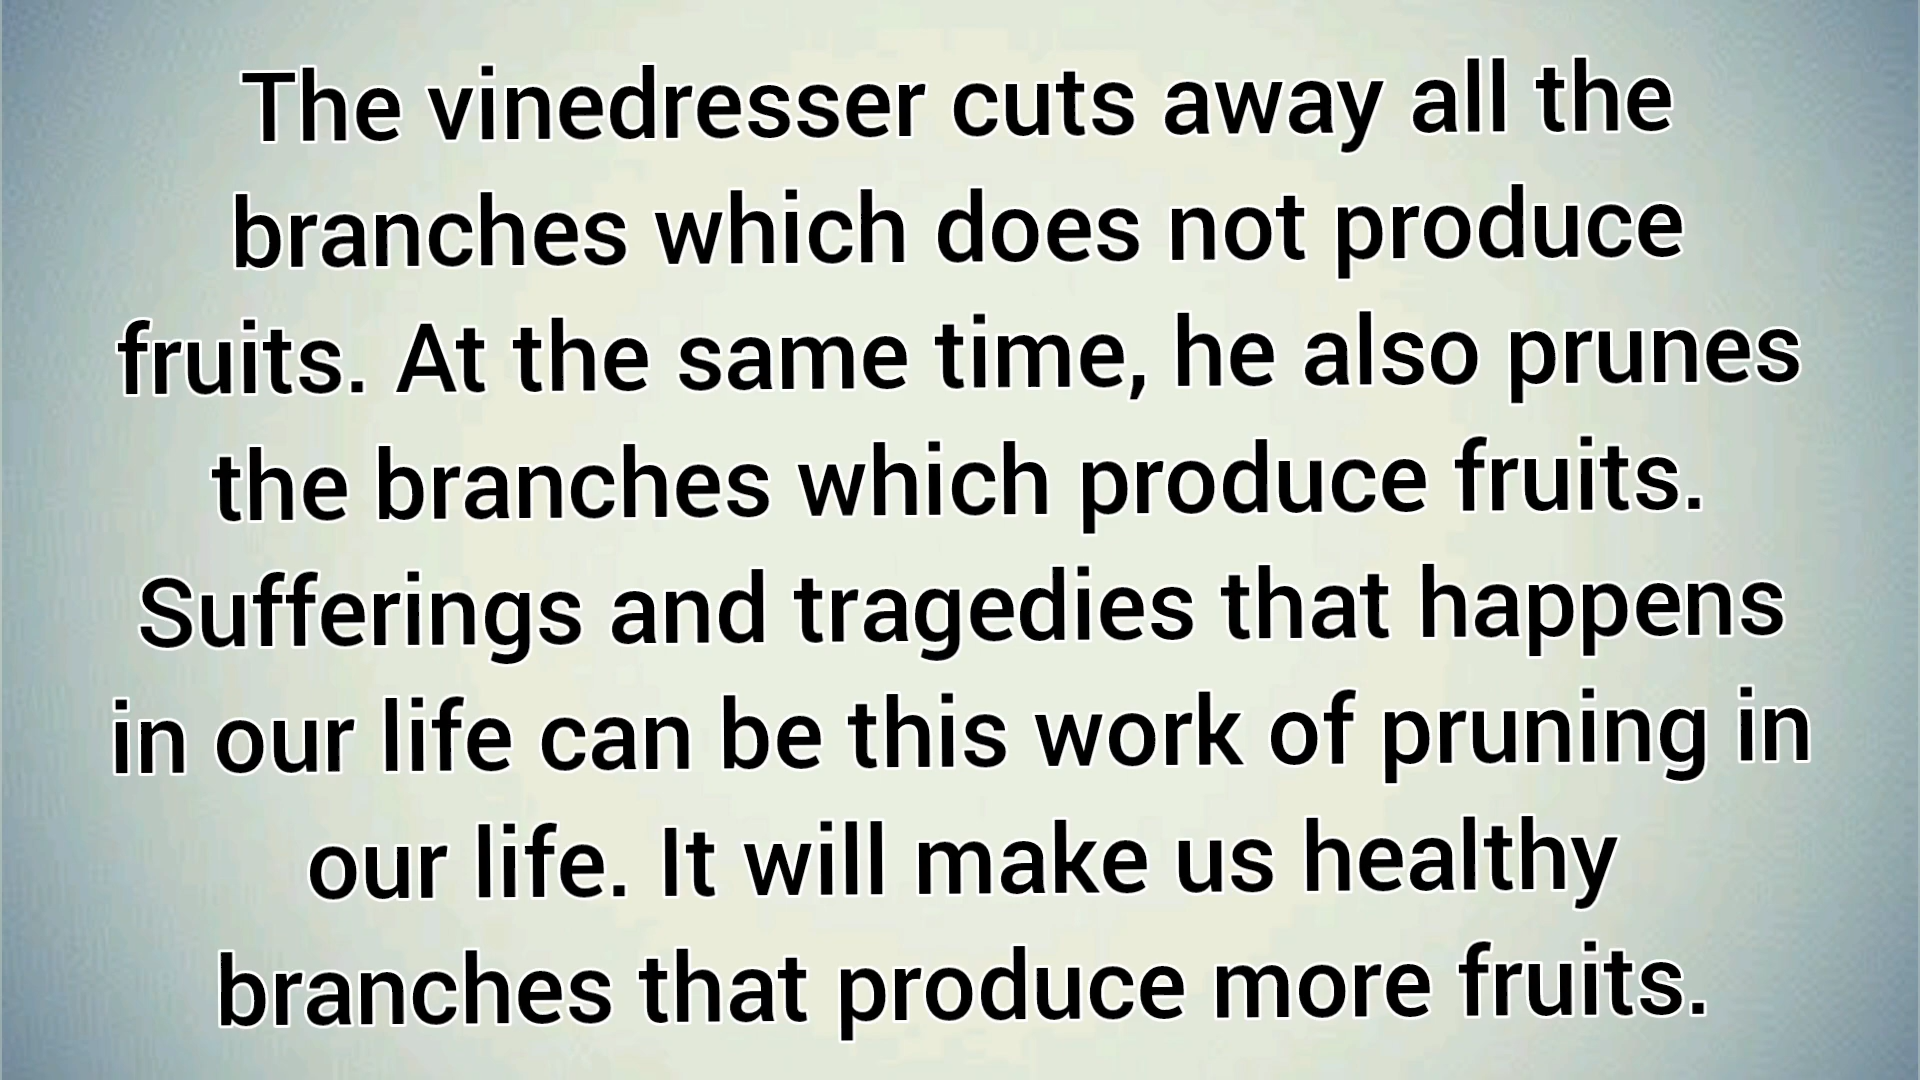 The vinedresser cuts away all the
branches which does not produce
fruits. At the same time, he also prunes
the branches which produce fruits.
Sufferings and tragedies that happens
in our life can be this work of pruning in
our life. It will make us healthy
branches that produce more fruits.